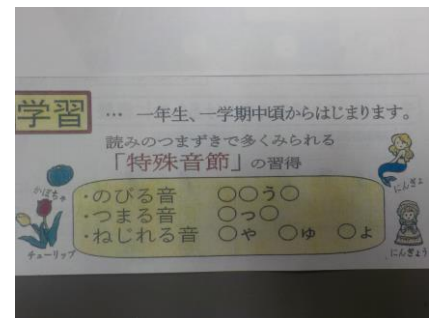 学習 … 一年生、一学期中頃からはじまります。
読みのつまずきで多くみられる
「特殊音節」の習得
かぼちゃ
にんぎょ
・のびる音 ○○う○
・つまる音 ○っ○
・ねじれる音 ○ゃ ○ゅ ○ょ
チューリップ
にんぎょう